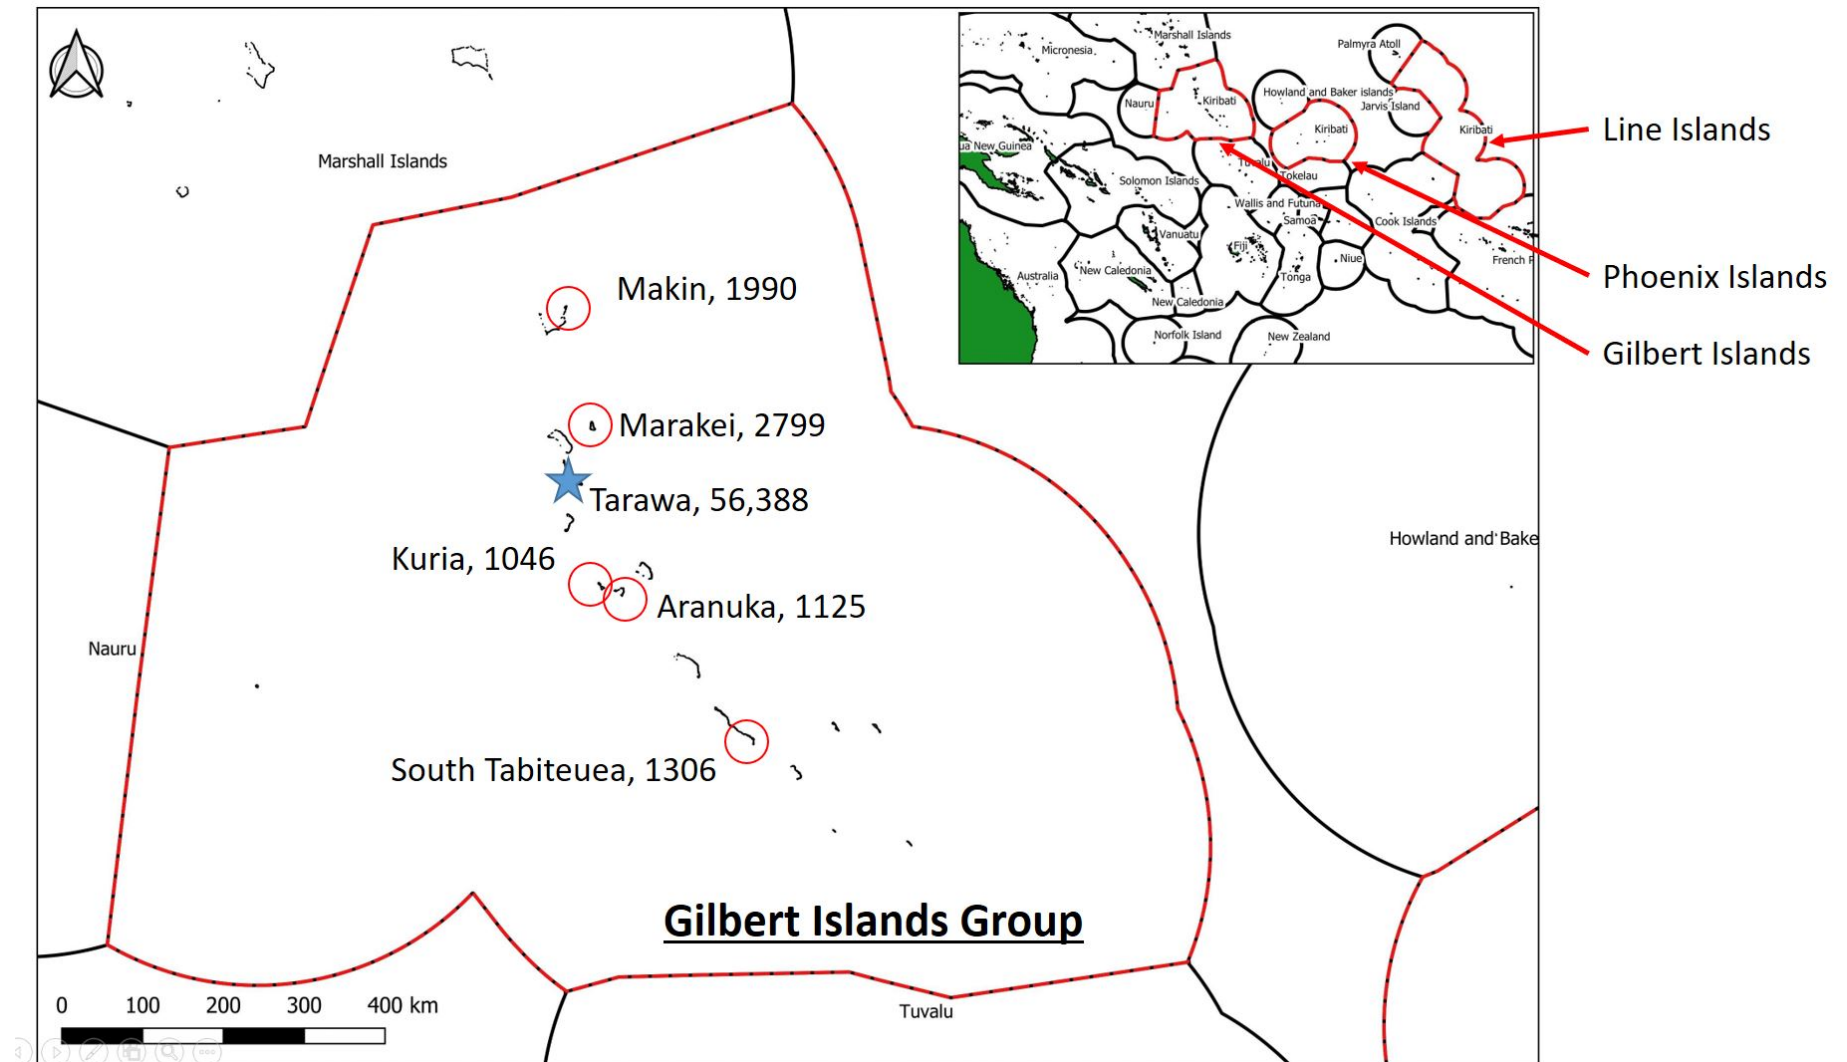 Marshall Islands
Makin, 1990
Marakei, 2799
Tarawa, 56,388
Kuria, 1046
Aranuka, 1125
Nauru
South Tabiteuea, 1306
Howland and Bake
Gilbert Islands Group
Tuvalu
0 100 200 300 400 km
Marshall Islands
Micronesia
Palmyra Atoll
Nauru
Kiribati
Howland and Baker islands
Jarvis Island
Kiribati
Kiribati
ua New Guinea
Tuvalu
Tokelau
Solomon Islands
Wallis and Futuna
Samoa
Cook Islands
Vanuatu
Fiji
Niue
French P
Australia
New Caledonia
Tonga
New Caledonia
Norfolk Island
New Zealand
Line Islands
Phoenix Islands
Gilbert Islands